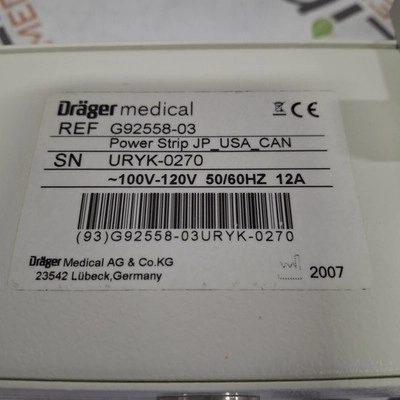 MED
Dräger medical
REF G92558-03
Power Strip JP_USA_CAN
SN URYK-0270
~100V-120V 50/60HZ 12A
(93)G92558-03URYK-0270
Dräger Medical AG & Co.KG
23542 Lübeck,Germany
2007